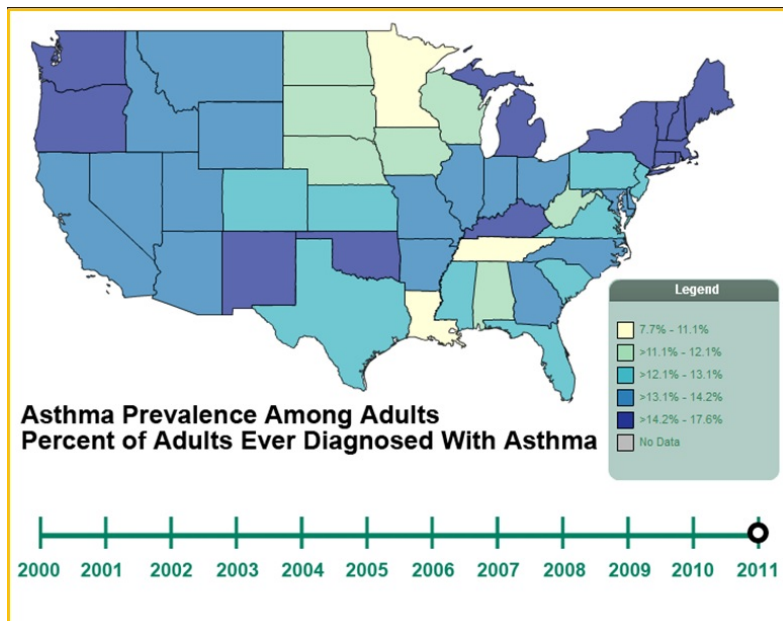 Legend
7.7% - 11.1%
>11.1% - 12.1%
>12.1% - 13.1%
>13.1% - 14.2%
>14.2% - 17.6%
No Data
Asthma Prevalence Among Adults
Percent of Adults Ever Diagnosed With Asthma
2000 2001 2002 2003 2004 2005 2006 2007 2008 2009 2010 2011